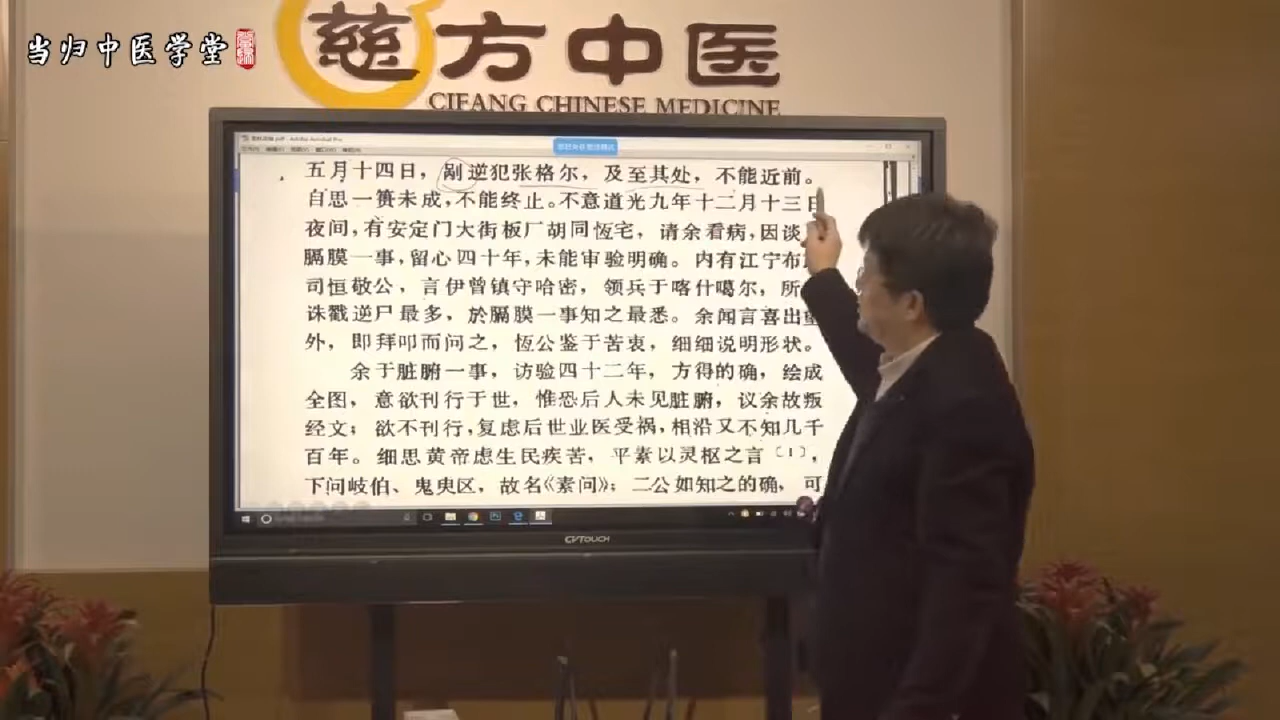 当归中医学堂
慈方中医
CIFANG CHINESE MEDICINE
五月十四日，剐逆犯张格尔，及至其处，不能近前。
自思一篑未成，不能终止。不意道光九年十二月十三日
夜间，有安定门大街板厂胡同恆宅，请余看病，因谈
膈膜一事，留心四十年，未能审验明确。内有江宁布
司恒敬公，言伊曾镇守哈密，领兵于喀什噶尔，所
诛戳逆尸最多，於膈膜一事知之最悉。余闻言喜出望
外，即拜叩而问之，恆公鉴于苦衷，细细说明形状。
余于脏腑一事，访验四十二年，方得的确，绘成
全图，意欲刊行于世，惟恐后人未见脏腑，议余故叛
经文；欲不刊行，复虑后世业医受祸，相沿又不知几千
百年。细思黄帝虑生民疾苦，平素以灵枢之言〔1〕，
下问岐伯、鬼臾区，故名《素问》；二公如知之的确，可
CVTOUCH